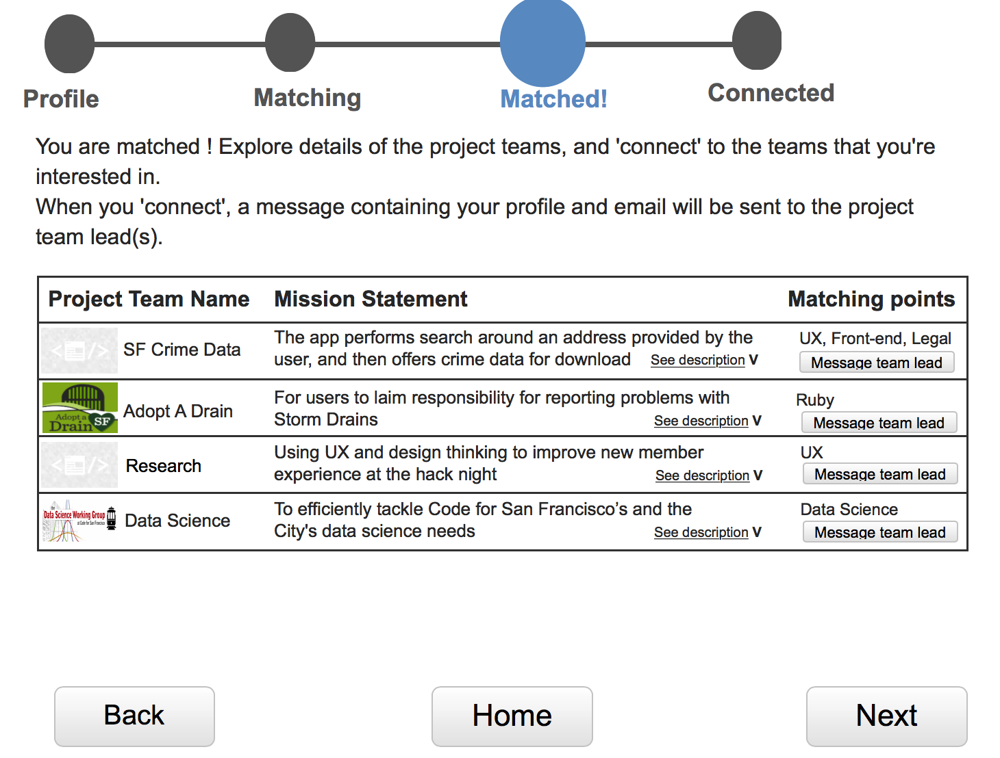 Profile
Matching
Matched!
Connected
You are matched ! Explore details of the project teams, and 'connect' to the teams that you're
interested in.
When you 'connect', a message containing your profile and email will be sent to the project
team lead(s).
Project Team Name Mission Statement Matching points
SF Crime Data
The app performs search around an address provided by the
user, and then offers crime data for download See description V
UX, Front-end, Legal
Message team lead
Adopt a
Drain SF
Adopt A Drain
For users to laim responsibility for reporting problems with
Storm Drains See description V
Ruby
Message team lead
Research
Using UX and design thinking to improve new member
experience at the hack night See description V
UX
Message team lead
the
Data Science Working Group
at Code for San Francisco
Data Science
To efficiently tackle Code for San Francisco’s and the
City's data science needs See description V
Data Science
Message team lead
Back Home Next